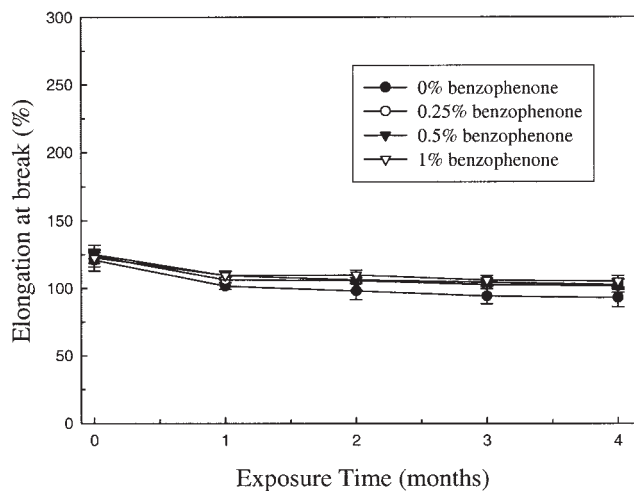 300
250
200
150
100
50
0
Elongation at break (%)
0% benzophenone
0.25% benzophenone
0.5% benzophenone
1% benzophenone
0 1 2 3 4
Exposure Time (months)